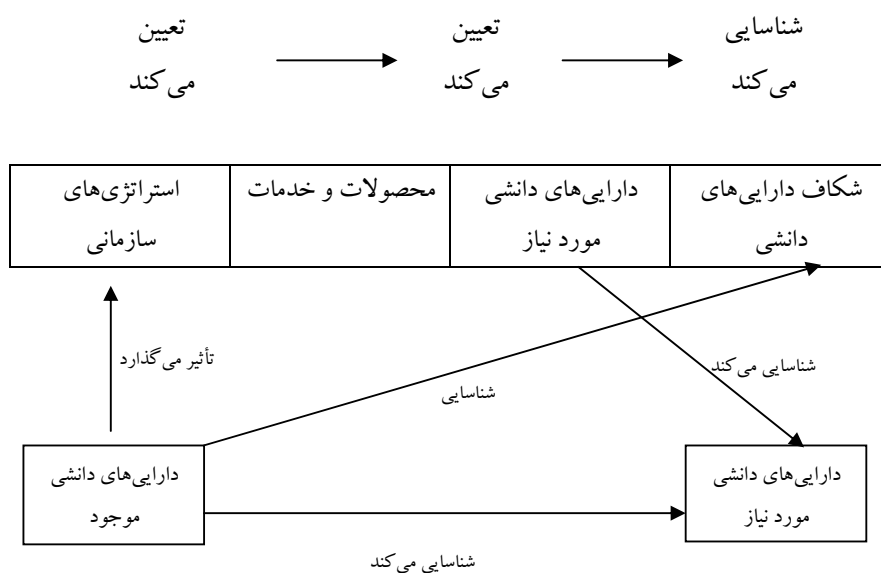 تعیین
می‌کند
تعیین
می‌کند
شناسایی
می‌کند
استراتژی‌های
سازمانی
محصولات و خدمات
دارایی‌های دانشی
مورد نیاز
شکاف دارایی‌های
دانشی
تأثیر می‌گذارد
شناسایی
شناسایی می‌کند
دارایی‌های دانشی
موجود
دارایی‌های دانشی
مورد نیاز
شناسایی می‌کند